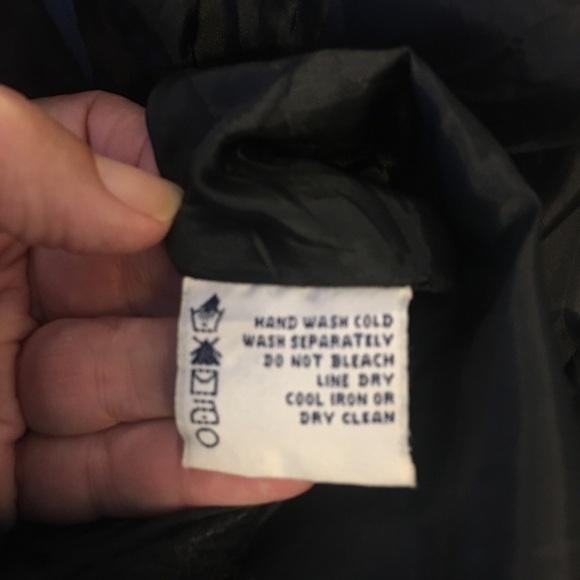 HAND WASH COLD
WASH SEPARATELY
DO NOT BLEACH
LINE DRY
COOL IRON OR
DRY CLEAN